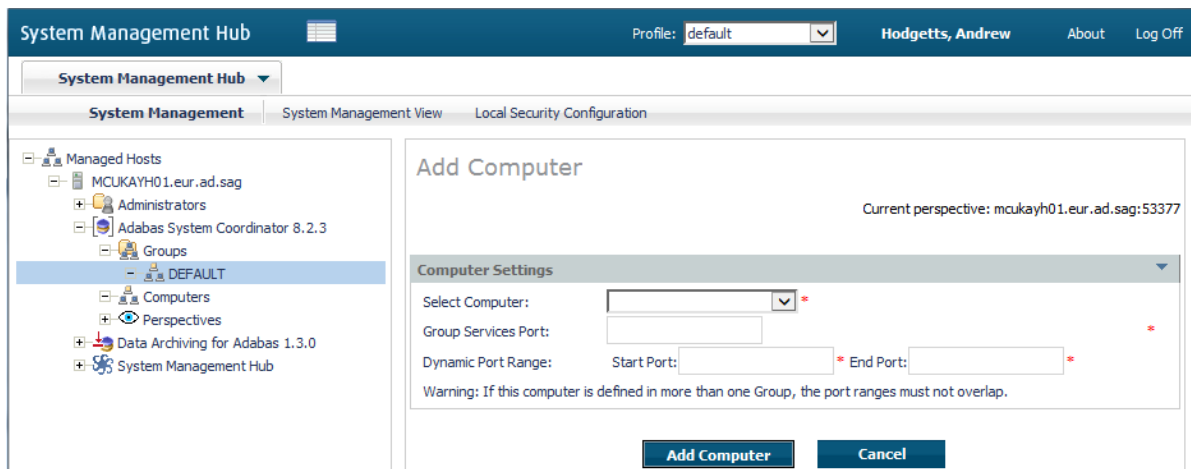 System Management Hub Profile: default Hodgetts, Andrew About Log Off
System Management Hub
System Management System Management View Local Security Configuration
Managed Hosts
MCUKAYH01.eur.ad.sag
Administrators
Adabas System Coordinator 8.2.3
Groups
DEFAULT
Computers
Perspectives
Data Archiving for Adabas 1.3.0
System Management Hub
Add Computer
Current perspective: mcukayh01.eur.ad.sag:53377
Computer Settings
Select Computer: *
Group Services Port: *
Dynamic Port Range: Start Port: * End Port: *
Warning: If this computer is defined in more than one Group, the port ranges must not overlap.
Add Computer Cancel